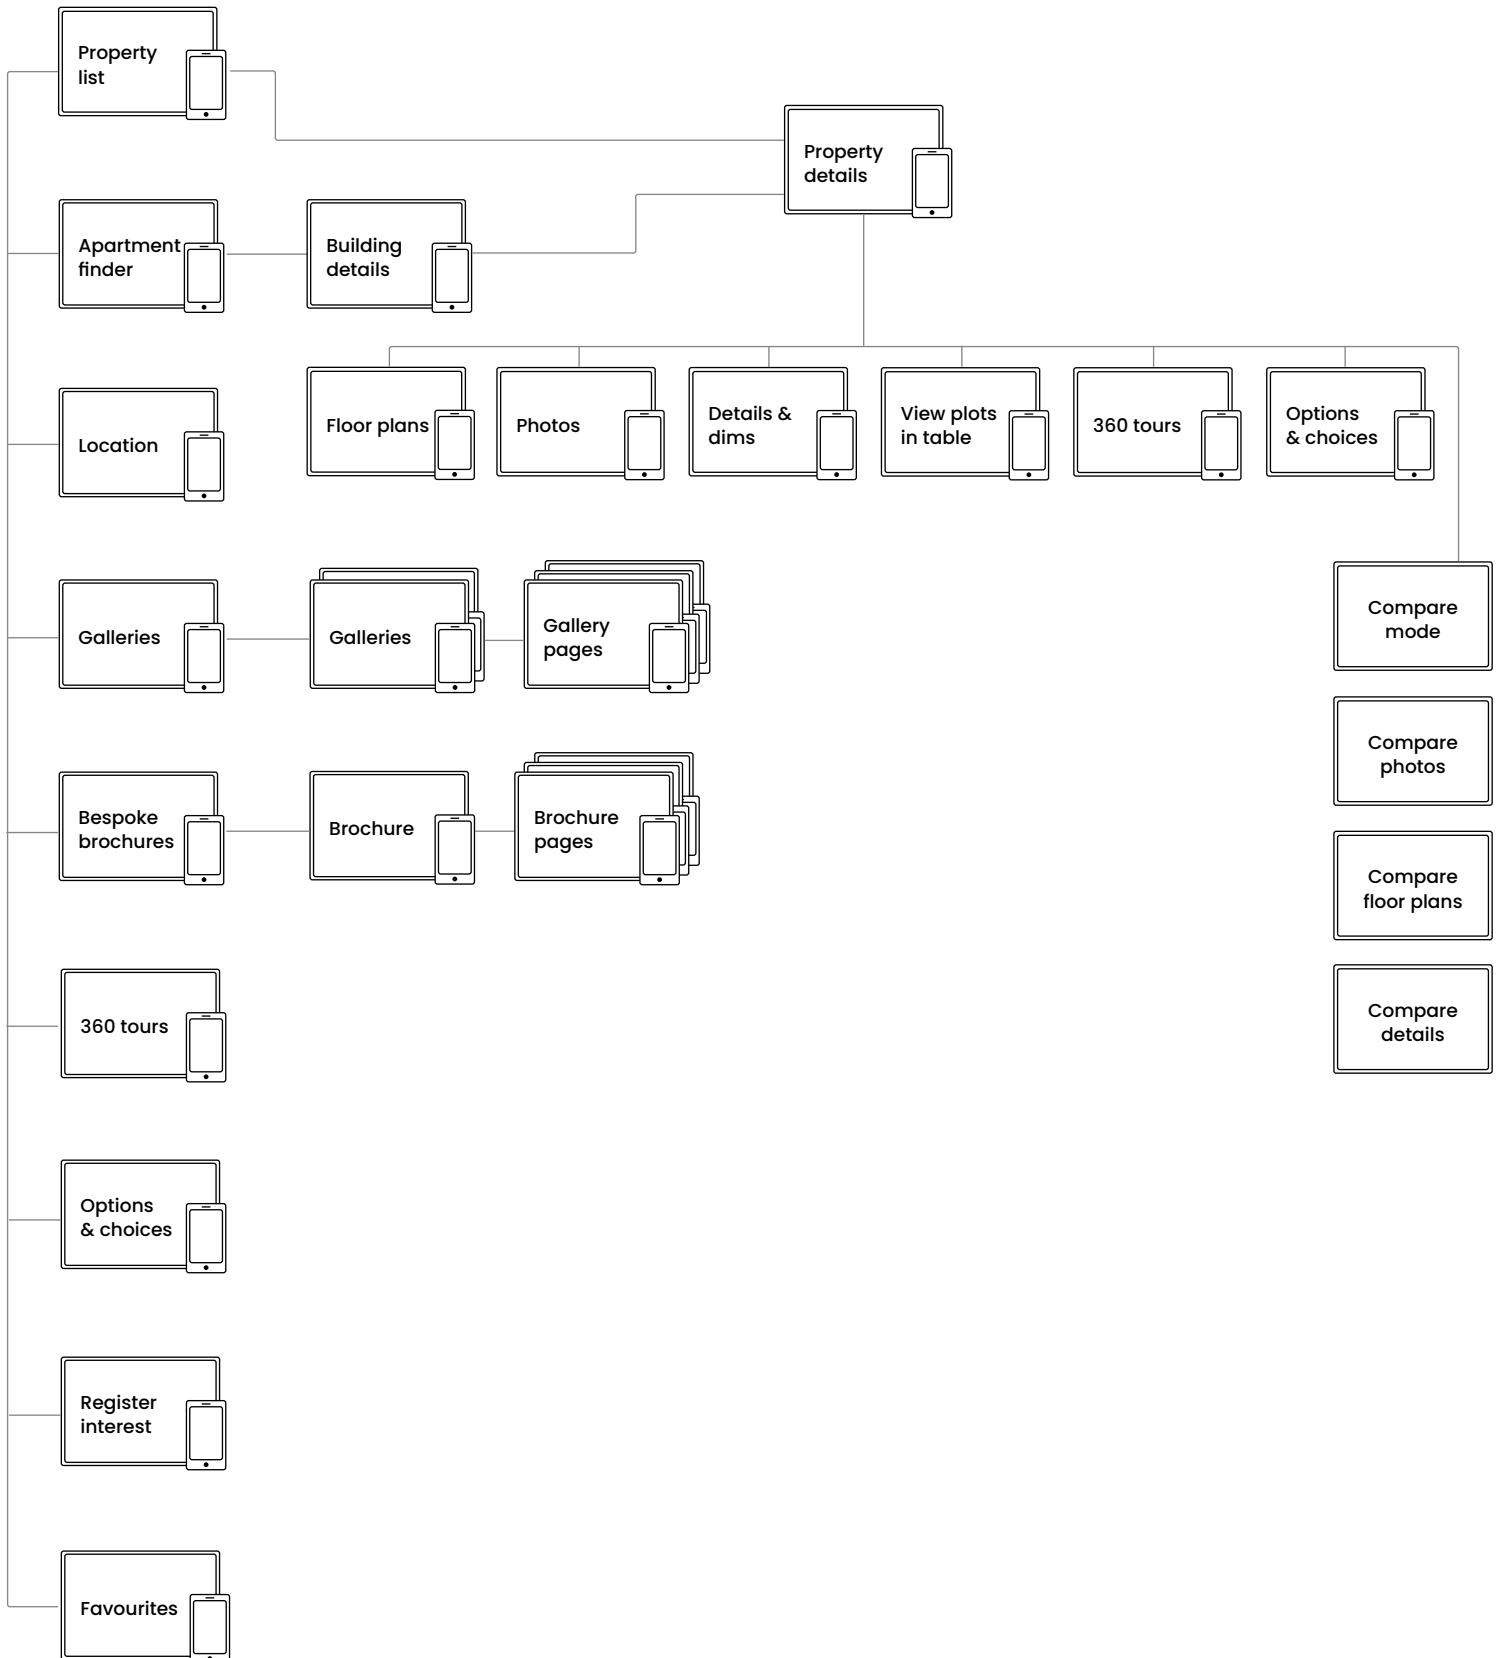 Property
list
Property
details
Apartment
finder
Building
details
Floor plans
Photos
Details &
dims
View plots
in table
360 tours
Options
& choices
Location
Galleries
Galleries
Gallery
pages
Compare
mode
Compare
photos
Bespoke
brochures
Brochure
Brochure
pages
Compare
floor plans
360 tours
Compare
details
Options
& choices
Register
interest
Favourites